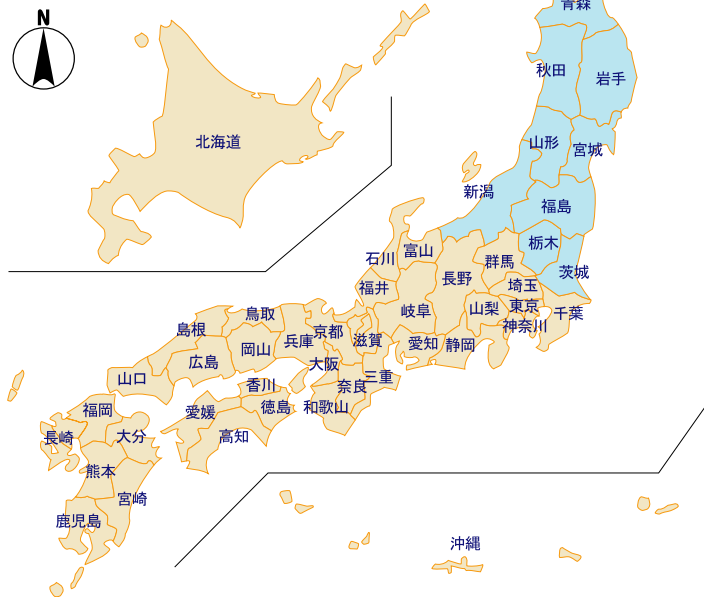 N
青森
秋田
岩手
北海道
山形
宮城
新潟
福島
栃木
石川
富山
群馬
茨城
長野
福井
埼玉
岐阜
山梨
東京
千葉
神奈川
鳥取
島根
京都
兵庫
滋賀
愛知
静岡
岡山
広島
大阪
山口
香川
奈良
三重
福岡
愛媛
徳島
和歌山
長崎
大分
高知
熊本
宮崎
鹿児島
沖縄